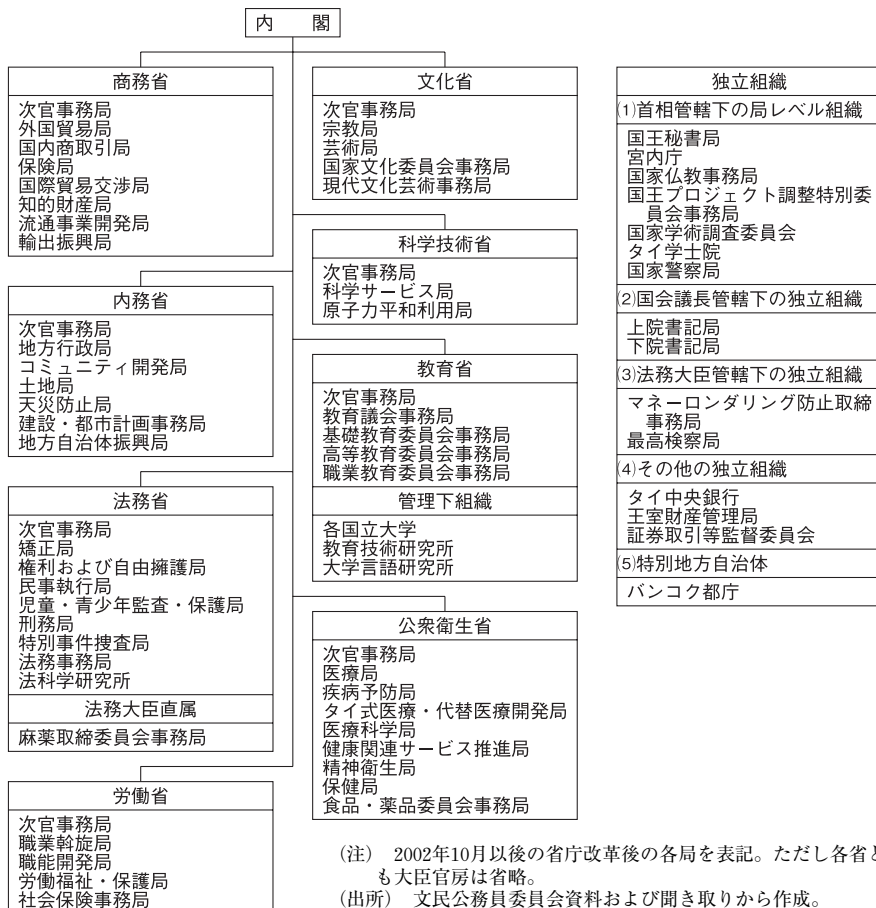 内　閣
商務省
次官事務局
外国貿易局
国内商取引局
保険局
国際貿易交渉局
知的財産局
流通事業開発局
輸出振興局
内務省
次官事務局
地方行政局
コミュニティ開発局
土地局
天災防止局
建設・都市計画事務局
地方自治体振興局
法務省
次官事務局
矯正局
権利および自由擁護局
民事執行局
児童・青少年監査・保護局
刑務局
特別事件捜査局
法務事務局
法科学研究所
法務大臣直属
麻薬取締委員会事務局
労働省
次官事務局
職業斡旋局
職能開発局
労働福祉・保護局
社会保険事務局
文化省
次官事務局
宗教局
芸術局
国家文化委員会事務局
現代文化芸術事務局
科学技術省
次官事務局
科学サービス局
原子力平和利用局
教育省
次官事務局
教育議会事務局
基礎教育委員会事務局
高等教育委員会事務局
職業教育委員会事務局
管理下組織
各国立大学
教育技術研究所
大学言語研究所
公衆衛生省
次官事務局
医療局
疾病予防局
タイ式医療・代替医療開発局
医療科学局
健康関連サービス推進局
精神衛生局
保健局
食品・薬品委員会事務局
独立組織
(1)首相管轄下の局レベル組織
国王秘書局
宮内庁
国家仏教事務局
国王プロジェクト調整特別委
員会事務局
国家学術調査委員会
タイ学士院
国家警察局
(2)国会議長管轄下の独立組織
上院書記局
下院書記局
(3)法務大臣管轄下の独立組織
マネーロンダリング防止取締
事務局
最高検察局
(4)その他の独立組織
タイ中央銀行
王室財産管理局
証券取引等監督委員会
(5)特別地方自治体
バンコク都庁
(注)　2002年10月以後の省庁改革後の各局を表記。ただし各省と
も大臣官房は省略。
(出所)　文民公務員委員会資料および聞き取りから作成。